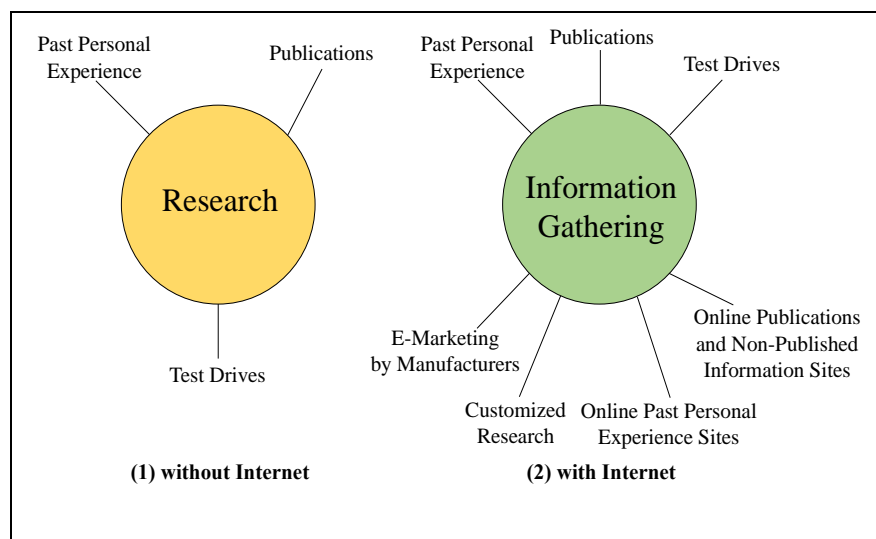 Past Personal
Experience
Publications
Research
Test Drives
(1) without Internet
Past Personal
Experience
Publications
Test Drives
Information
Gathering
E-Marketing
by Manufacturers
Customized
Research
Online Past Personal
Experience Sites
Online Publications
and Non-Published
Information Sites
(2) with Internet